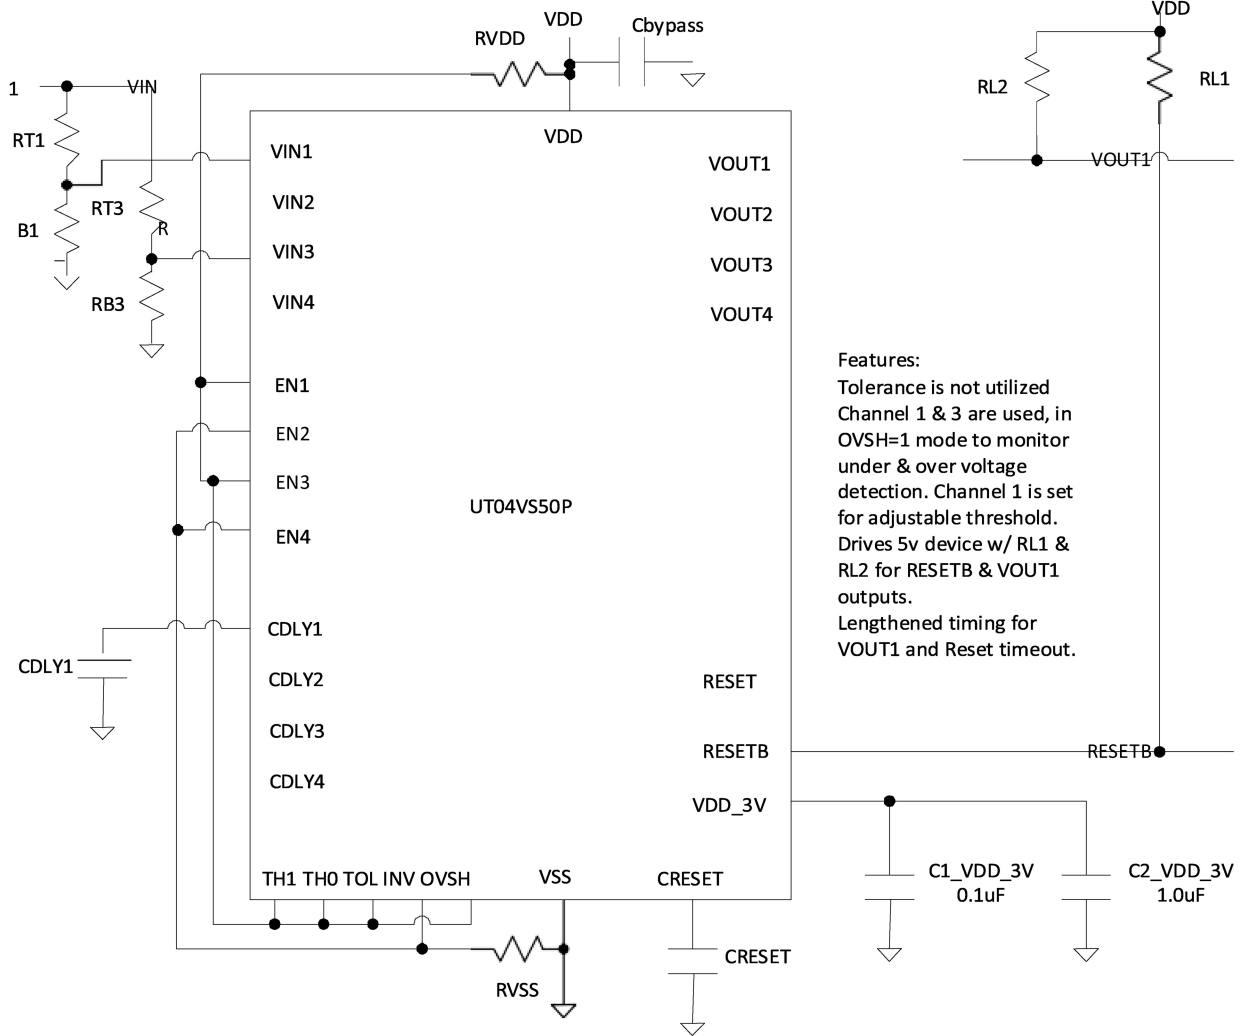 VDD
Cbypass
RVDD
VDD
1
VIN
RL2
RL1
RT1
VDD
VIN1
VOUT1
VOUT1
VIN2
RT3
VOUT2
B1
R
VIN3
VOUT3
RB3
VIN4
VOUT4
Features:
Tolerance is not utilized
Channel 1 & 3 are used, in
OVSH=1 mode to monitor
under & over voltage
detection. Channel 1 is set
for adjustable threshold.
Drives 5v device w/ RL1 &
RL2 for RESETB & VOUT1
outputs.
Lengthened timing for
VOUT1 and Reset timeout.
EN1
EN2
EN3
UT04VS50P
EN4
CDLY1
CDLY1
CDLY2
RESET
CDLY3
RESETB
RESETB
CDLY4
VDD_3V
TH1 TH0 TOL INV OVSH
VSS
CRESET
C1_VDD_3V
0.1uF
C2_VDD_3V
1.0uF
CRESET
RVSS